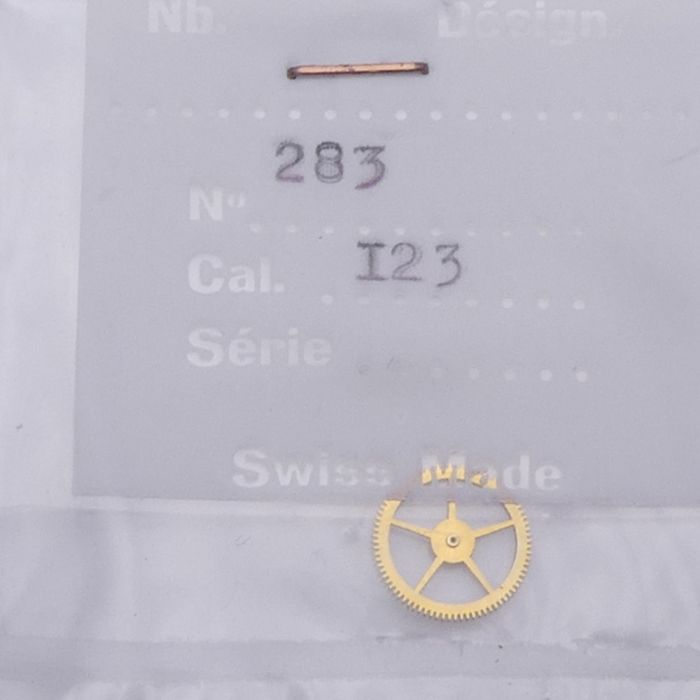 Nb. Désign.
283
Nº
Cal. I23
Série
Swiss Made